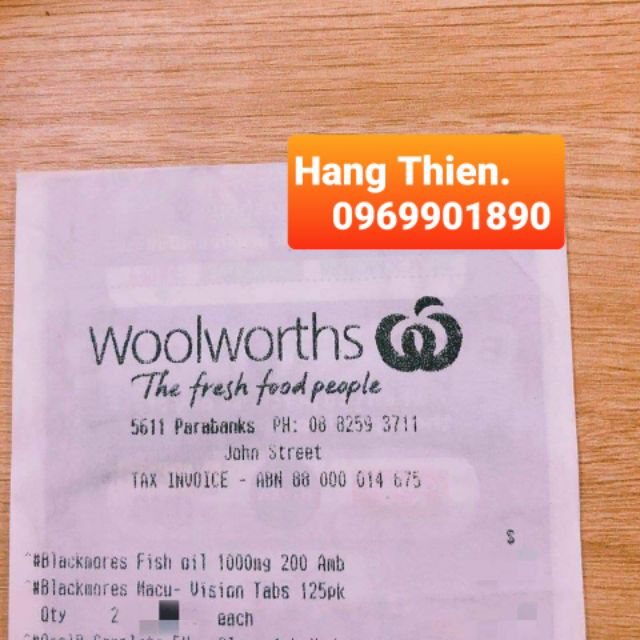 Hang Thien.
0969901890
Woolworths
The fresh food people
5611 Parabanks PH: 08 8259 3711
John Street
TAX INVOICE - ABN 88 000 014 675
$
^#Blackmores Fish oil 1000mg 200 Amb
^#Blackmores Macu- Vision Tabs 125pk
Qty 2 each